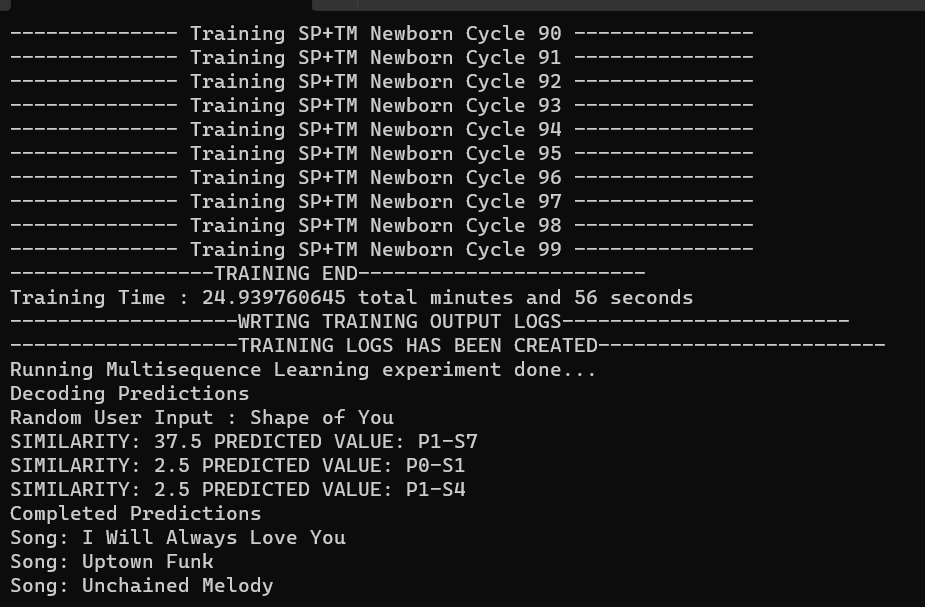 -------------- Training SP+TM Newborn Cycle 90 ---------------
-------------- Training SP+TM Newborn Cycle 91 ---------------
-------------- Training SP+TM Newborn Cycle 92 ---------------
-------------- Training SP+TM Newborn Cycle 93 ---------------
-------------- Training SP+TM Newborn Cycle 94 ---------------
-------------- Training SP+TM Newborn Cycle 95 ---------------
-------------- Training SP+TM Newborn Cycle 96 ---------------
-------------- Training SP+TM Newborn Cycle 97 ---------------
-------------- Training SP+TM Newborn Cycle 98 ---------------
-------------- Training SP+TM Newborn Cycle 99 ---------------
-----------------TRAINING END------------------------
Training Time : 24.939760645 total minutes and 56 seconds
-------------------WRTING TRAINING OUTPUT LOGS------------------------
-------------------TRAINING LOGS HAS BEEN CREATED------------------------
Running Multisequence Learning experiment done...
Decoding Predictions
Random User Input : Shape of You
SIMILARITY: 37.5 PREDICTED VALUE: P1-S7
SIMILARITY: 2.5 PREDICTED VALUE: P0-S1
SIMILARITY: 2.5 PREDICTED VALUE: P1-S4
Completed Predictions
Song: I Will Always Love You
Song: Uptown Funk
Song: Unchained Melody